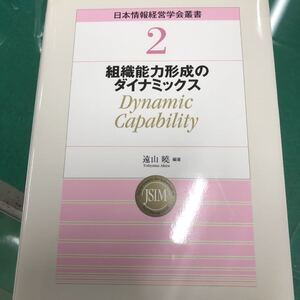 日本情報経営学会叢書
2
組織能力形成の
ダイナミックス
Dynamic
Capability
遠山 曉 編著
Tohyama Akira
JSIM